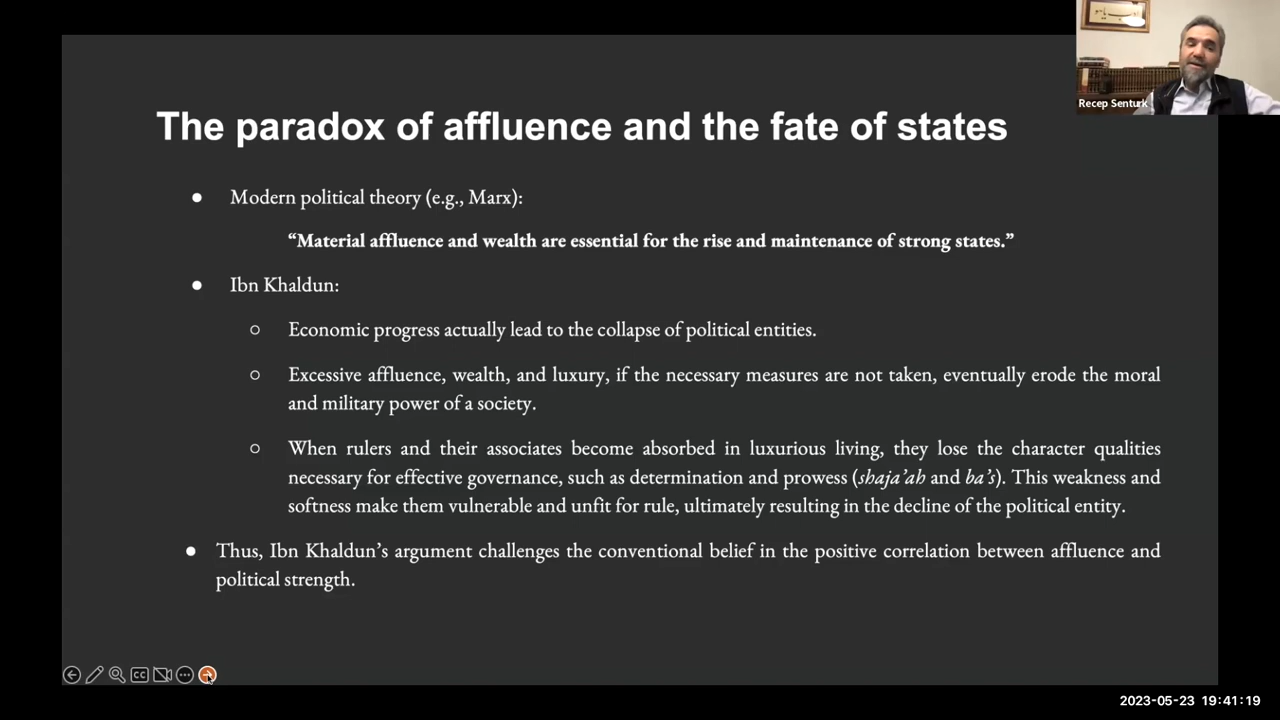 The paradox of affluence and the fate of states
● Modern political theory (e.g., Marx):
“Material affluence and wealth are essential for the rise and maintenance of strong states.”
● Ibn Khaldun:
○ Economic progress actually lead to the collapse of political entities.
○ Excessive affluence, wealth, and luxury, if the necessary measures are not taken, eventually erode the moral
and military power of a society.
○ When rulers and their associates become absorbed in luxurious living, they lose the character qualities
necessary for effective governance, such as determination and prowess (shaja’ah and ba’s). This weakness and
softness make them vulnerable and unfit for rule, ultimately resulting in the decline of the political entity.
● Thus, Ibn Khaldun’s argument challenges the conventional belief in the positive correlation between affluence and
political strength.
Recep Senturk
CC
2023-05-23 19:41:19